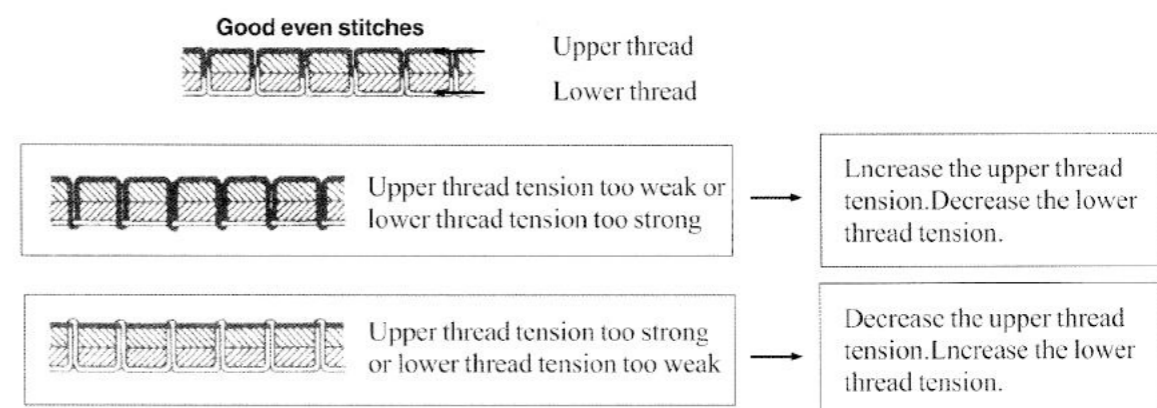 Good even stitches
Upper thread
Lower thread
Upper thread tension too weak or
lower thread tension too strong
Lncrease the upper thread
tension.Decrease the lower
thread tension.
Upper thread tension too strong
or lower thread tension too weak
Decrease the upper thread
tension.Lncrease the lower
thread tension.